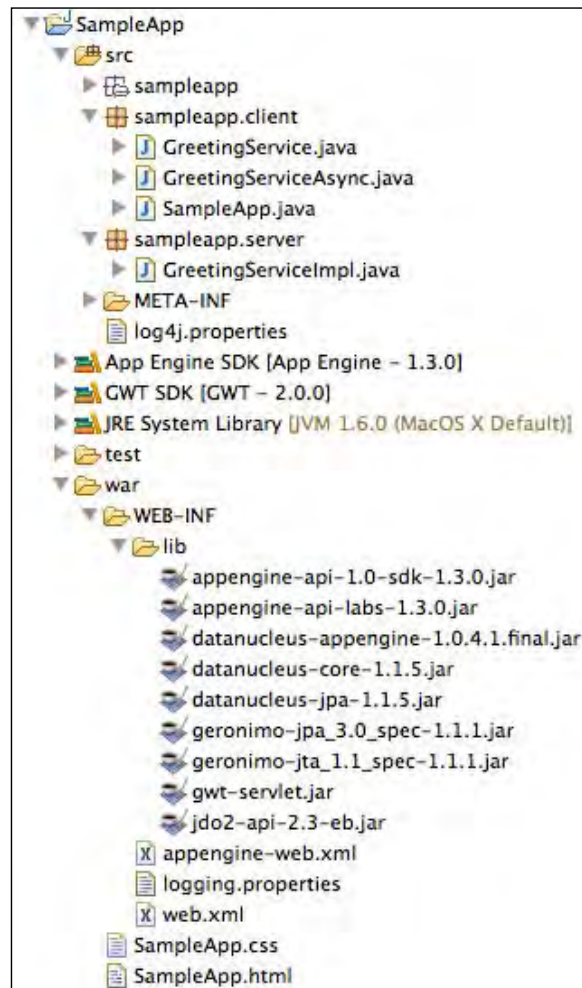 SampleApp
src
sampleapp
sampleapp.client
GreetingService.java
GreetingServiceAsync.java
SampleApp.java
sampleapp.server
GreetingServiceImpl.java
META-INF
log4j.properties
App Engine SDK [App Engine - 1.3.0]
GWT SDK [GWT - 2.0.0]
JRE System Library [JVM 1.6.0 (MacOS X Default)]
test
war
WEB-INF
lib
appengine-api-1.0-sdk-1.3.0.jar
appengine-api-labs-1.3.0.jar
datanucleus-appengine-1.0.4.1.final.jar
datanucleus-core-1.1.5.jar
datanucleus-jpa-1.1.5.jar
geronimo-jpa_3.0_spec-1.1.1.jar
geronimo-jta_1.1_spec-1.1.1.jar
gwt-servlet.jar
jdo2-api-2.3-eb.jar
appengine-web.xml
logging.properties
web.xml
SampleApp.css
SampleApp.html